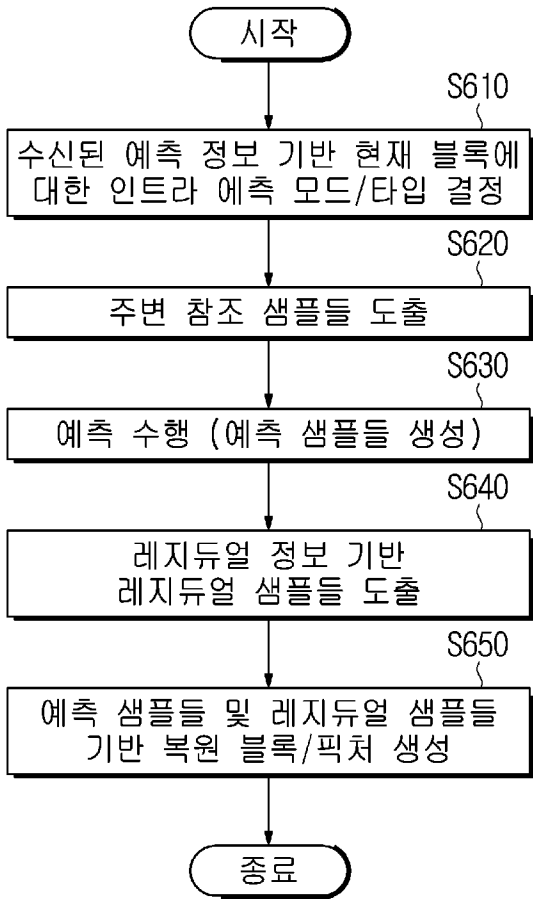 시작
S610
수신된 예측 정보 기반 현재 블록에
대한 인트라 에측 모드/타입 결정
S620
주변 참조 샘플들 도출
S630
예측 수행 (예측 샘플들 생성)
S640
레지듀얼 정보 기반
레지듀얼 샘플들 도출
S650
예측 샘플들 및 레지듀얼 샘플들
기반 복원 블록/픽처 생성
종료